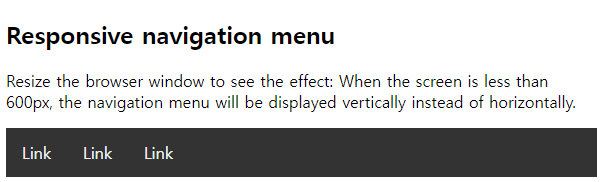 Responsive navigation menu
Resize the browser window to see the effect: When the screen is less than
600px, the navigation menu will be displayed vertically instead of horizontally.
Link Link Link